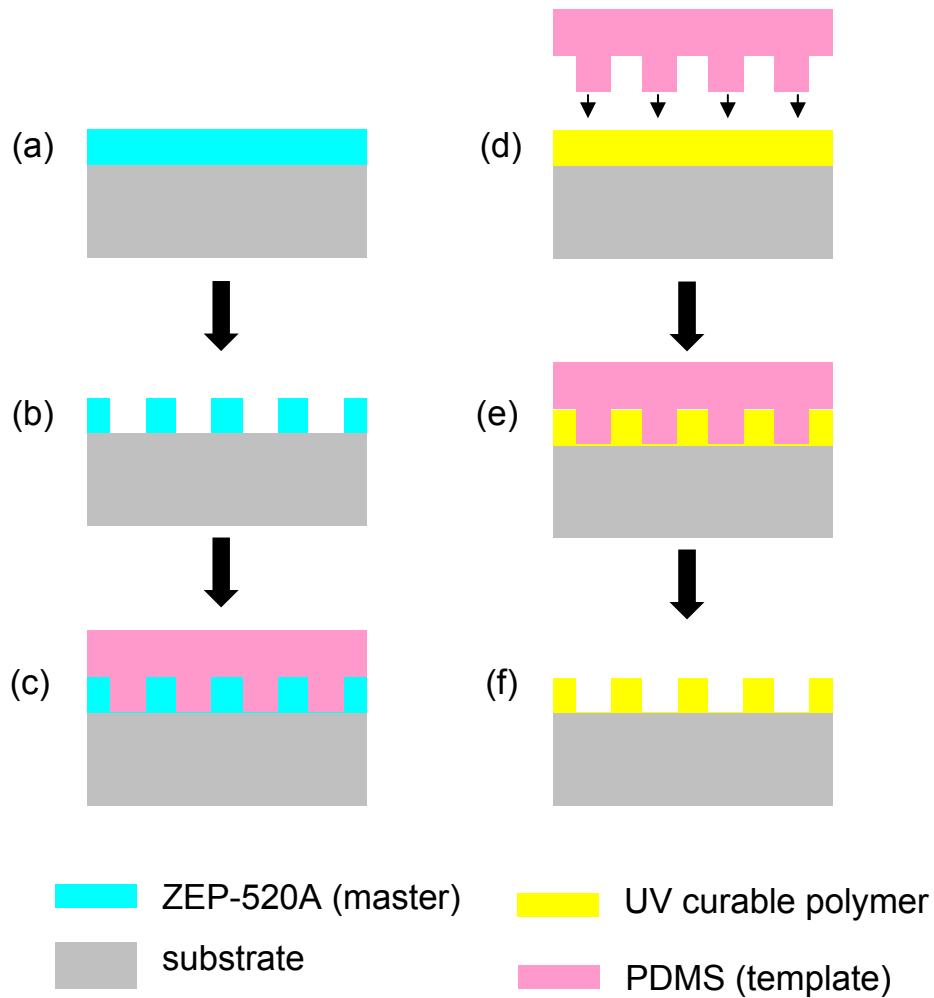 (a)
(b)
(c)
(d)
(e)
(f)
ZEP-520A (master)
substrate
UV curable polymer
PDMS (template)